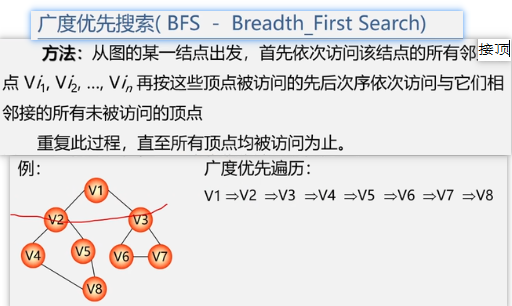 广度优先搜索( BFS - Breadth_First Search)
方法：从图的某一结点出发，首先依次访问该结点的所有邻接顶
点 Vi1, Vi2, ..., Vin 再按这些顶点被访问的先后次序依次访问与它们相
邻接的所有未被访问的顶点
重复此过程，直至所有顶点均被访问为止。
例：
广度优先遍历：
V1 ⇒V2 ⇒V3 ⇒V4 ⇒V5 ⇒V6 ⇒V7 ⇒V8
V1
V2 V3
V4 V5 V6 V7
V8